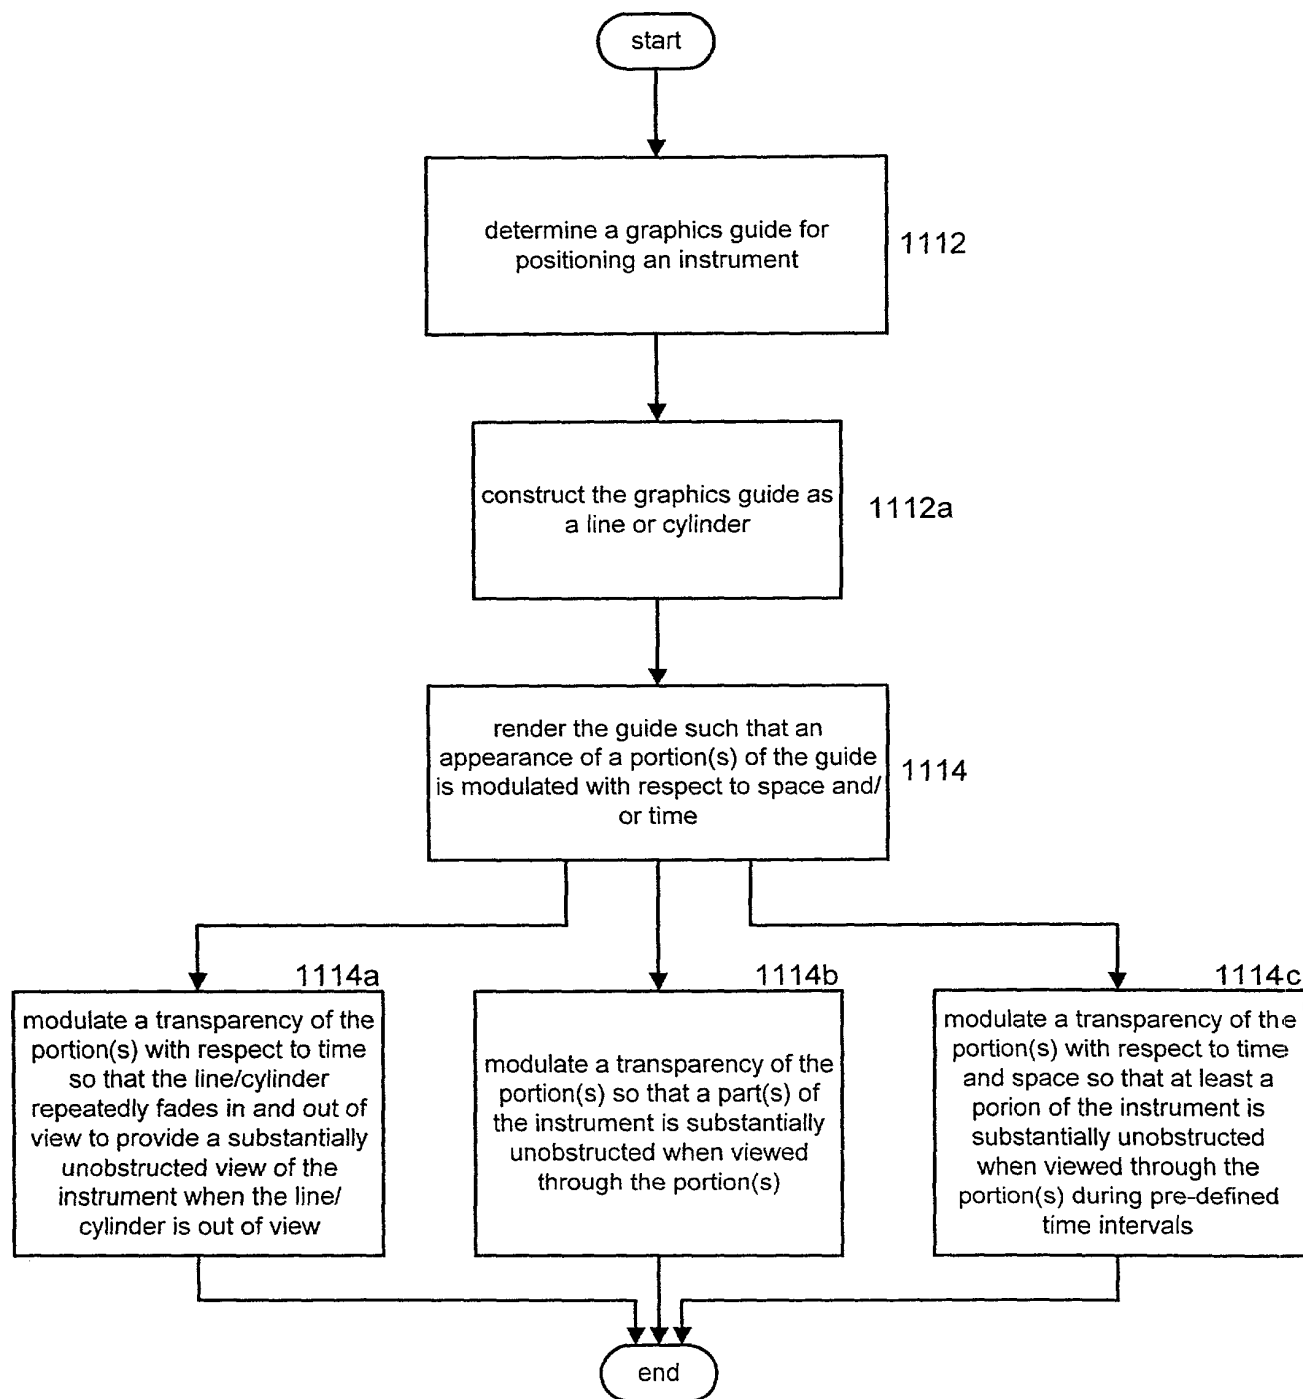 start
determine a graphics guide for
positioning an instrument
1112
construct the graphics guide as
a line or cylinder
1112a
render the guide such that an
appearance of a portion(s) of the guide
is modulated with respect to space and/
or time
1114
1114a
modulate a transparency of the
portion(s) with respect to time
so that the line/cylinder
repeatedly fades in and out of
view to provide a substantially
unobstructed view of the
instrument when the line/
cylinder is out of view
1114b
modulate a transparency of the
portion(s) so that a part(s) of
the instrument is substantially
unobstructed when viewed
through the portion(s)
1114c
modulate a transparency of the
portion(s) with respect to time
and space so that at least a
porion of the instrument is
substantially unobstructed
when viewed through the
portion(s) during pre-defined
time intervals
end